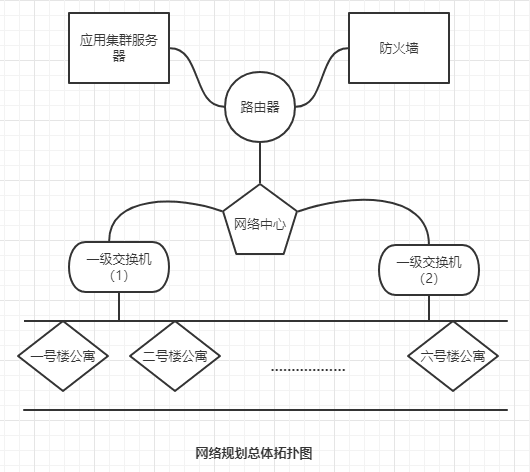 应用集群服务
器
防火墙
路由器
网络中心
一级交换机
（1）
一级交换机
（2）
一号楼公寓
二号楼公寓
..................
六号楼公寓
网络规划总体拓扑图